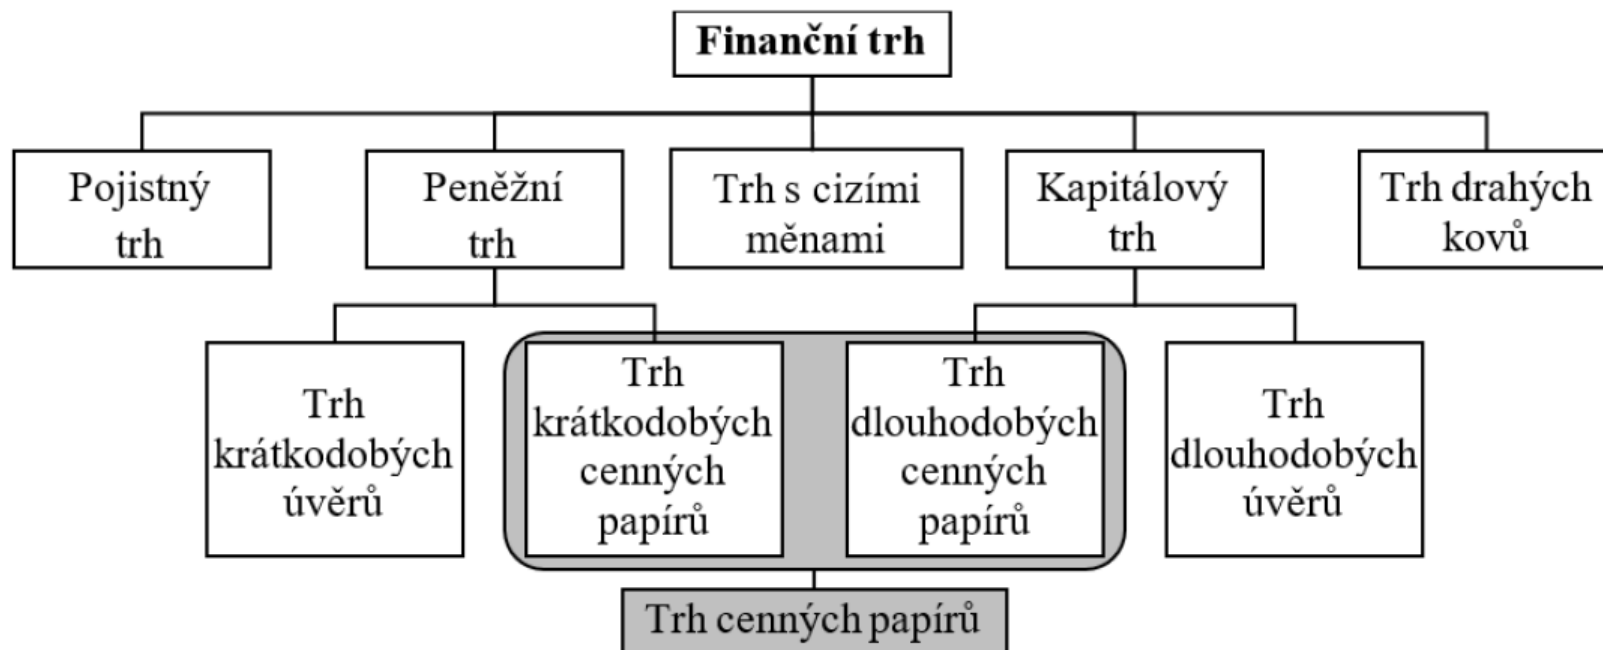 Finanční trh
Pojistný
trh
Peněžní
trh
Trh s cizími
měnami
Kapitálový
trh
Trh drahých
kovů
Trh
krátkodobých
úvěrů
Trh
krátkodobých
cenných
papírů
Trh
dlouhodobých
cenných
papírů
Trh
dlouhodobých
úvěrů
Trh cenných papírů